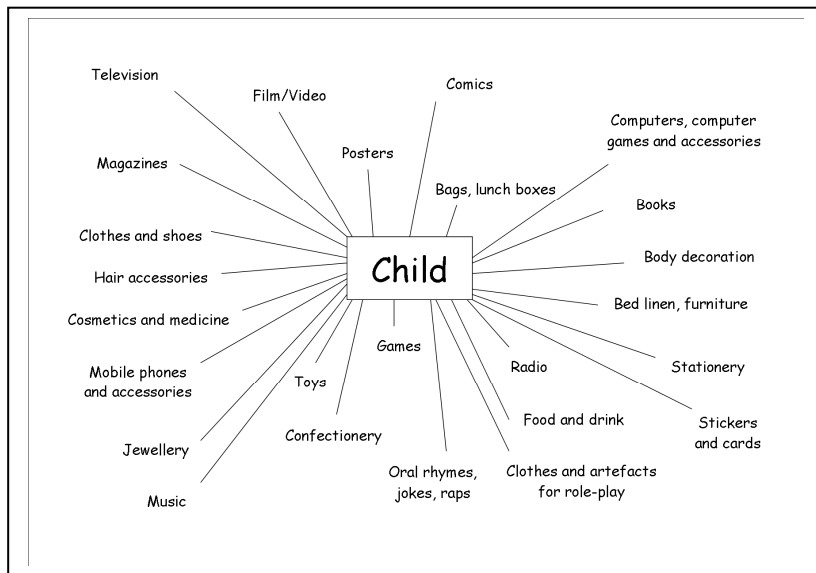 Television
Film/Video
Comics
Computers, computer
games and accessories
Posters
Magazines
Bags, lunch boxes
Books
Clothes and shoes
Body decoration
Child
Hair accessories
Bed linen, furniture
Cosmetics and medicine
Games
Radio
Stationery
Mobile phones
and accessories
Toys
Food and drink
Stickers
and cards
Confectionery
Jewellery
Oral rhymes,
jokes, raps
Clothes and artefacts
for role-play
Music